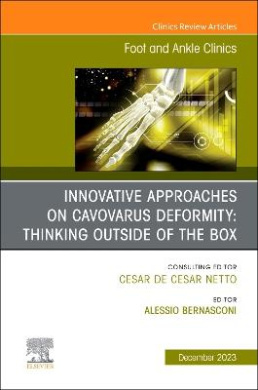 Clinics Review Articles
Foot and Ankle Clinics
INNOVATIVE APPROACHES
ON CAVOVARUS DEFORMITY:
THINKING OUTSIDE OF THE BOX
CONSULTING EDITOR
CESAR DE CESAR NETTO
EDITOR
ALESSIO BERNASCONI
ELSEVIER
December 2023